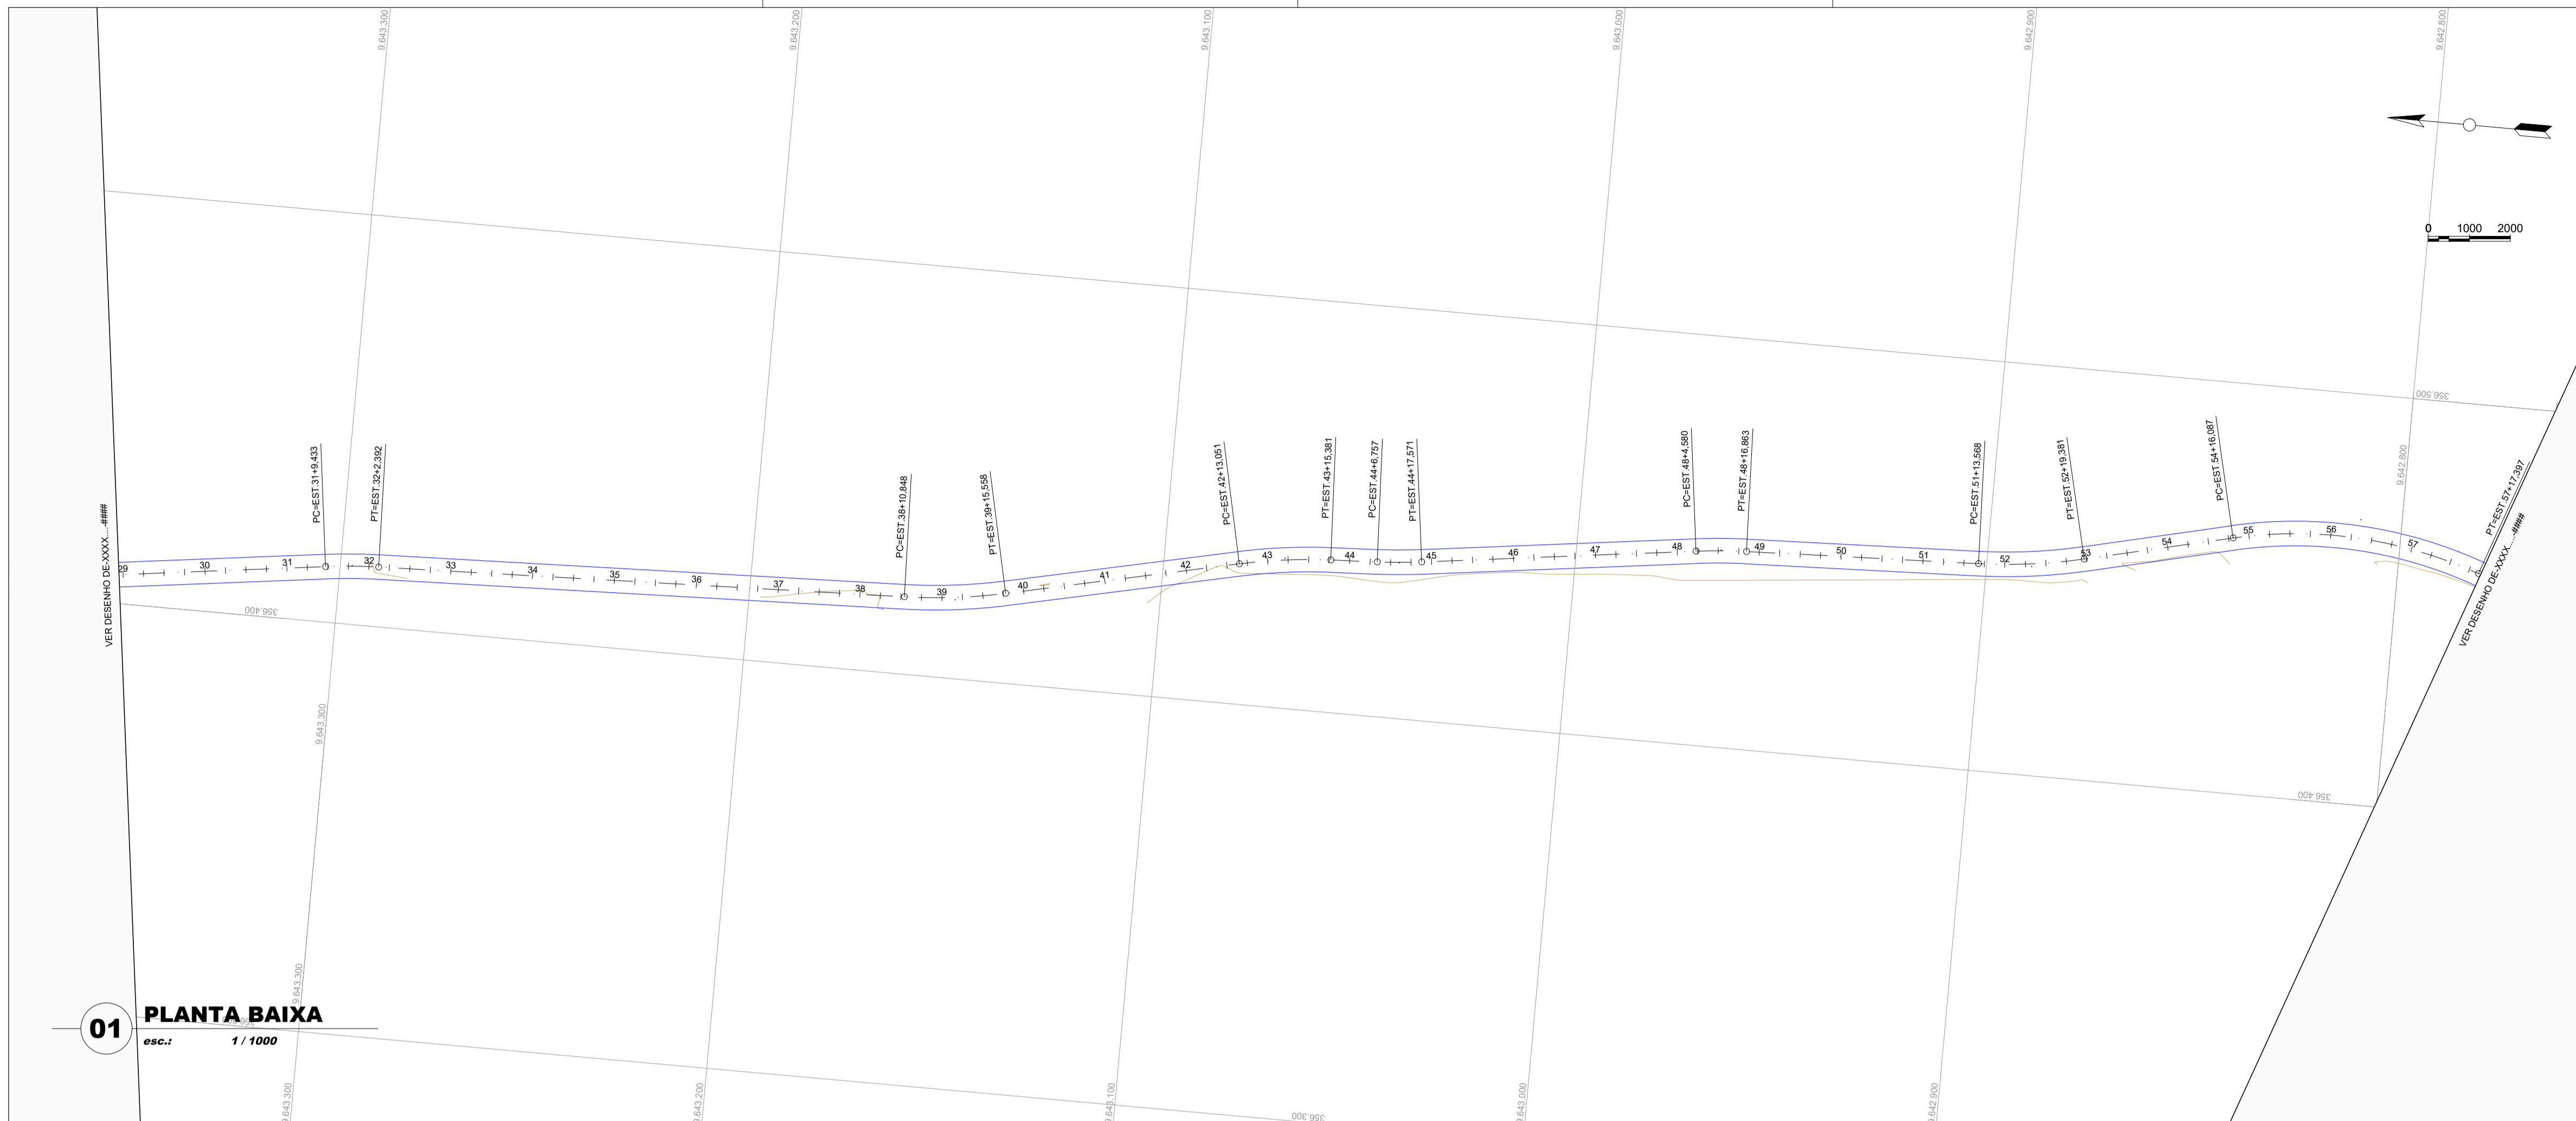 9.643.300
9.643.200
9.643.100
9.643.000
9.642.900
9.642.800
0 1000 2000
356.500
9.642.800
PC=EST.31+9,433
PT=EST.32+2,392
PC=EST.38+10,848
PT=EST.39+15,558
PC=EST.42+13,051
PT=EST.43+15,381
PC=EST.44+6,757
PT=EST.44+17,571
PC=EST.48+4,580
PT=EST.48+16,863
PC=EST.51+13,568
PT=EST.52+19,381
PC=EST.54+16,087
PT=EST.57+17,397
VER DESENHO DE-XXXX.....-####
VER DESENHO DE-XXXX.....-####
29 30 31 32 33 34 35 36 37 38 39 40 41 42 43 44 45 46 47 48 49 50 51 52 53 54 55 56 57
356.400
356.400
9.643.300
9.643.300
01
PLANTA BAIXA
esc.: 1 / 1000
9.643.300
9.643.200
9.643.100
9.643.000
9.642.900
356.300